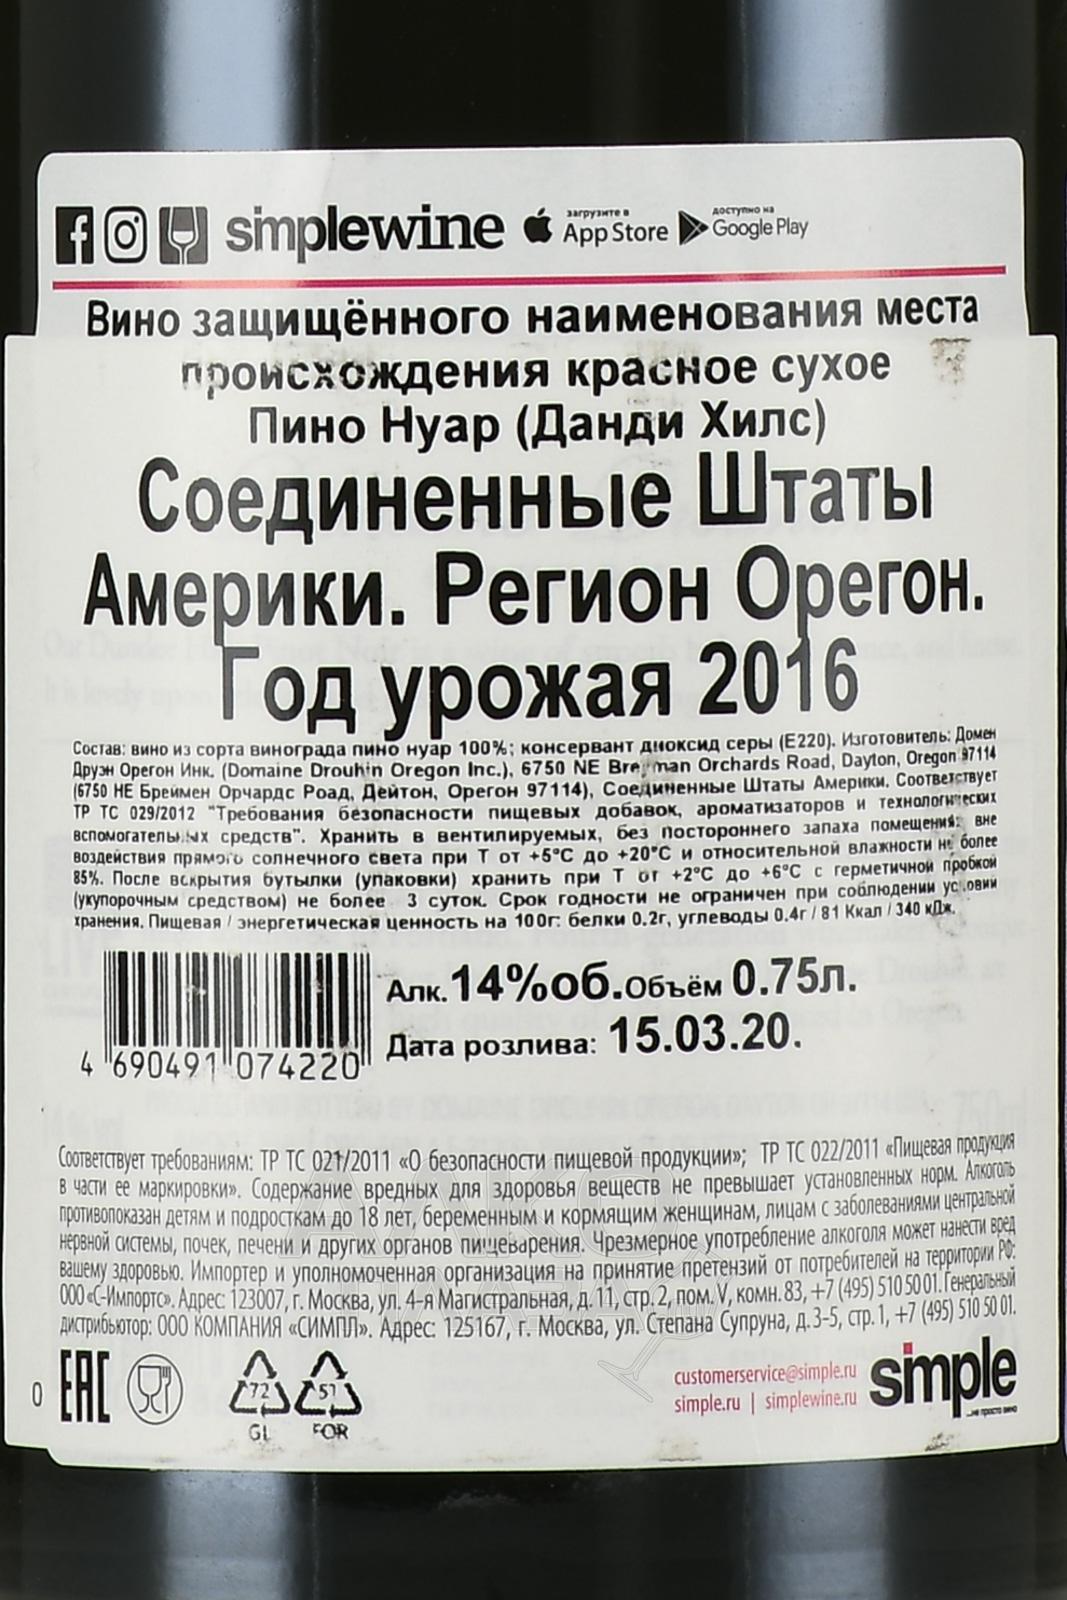 simplewine загрузите в App Store доступно на Google Play
Вино защищённого наименования места
происхождения красное сухое
Пино Нуар (Данди Хилс)
Соединенные Штаты
Америки. Регион Орегон.
Год урожая 2016
Состав: вино из сорта винограда пино нуар 100%; консервант диоксид серы (Е220). Изготовитель: Домен
Друэн Орегон Инк. (Domaine Drouhin Oregon Inc.), 6750 NE Breyman Orchards Road, Dayton, Oregon 97114
(6750 НЕ Бреймен Орчардс Роад, Дейтон, Орегон 97114), Соединенные Штаты Америки. Соответствует
ТР ТС 029/2012 "Требования безопасности пищевых добавок, ароматизаторов и технологических
вспомогательных средств". Хранить в вентилируемых, без постороннего запаха помещениях вне
воздействия прямого солнечного света при Т от +5°С до +20°С и относительной влажности не более
85%. После вскрытия бутылки (упаковки) хранить при Т от +2°С до +6°С с герметичной пробкой
(укупорочным средством) не более 3 суток. Срок годности не ограничен при соблюдении условий
хранения. Пищевая / энергетическая ценность на 100г: белки 0.2г, углеводы 0.4г / 81 Ккал / 340 кДж.
Алк. 14%об. Объём 0.75л.
Дата розлива: 15.03.20.
4 690491 074220
Соответствует требованиям: ТР ТС 021/2011 «О безопасности пищевой продукции»; ТР ТС 022/2011 «Пищевая продукция
в части ее маркировки». Содержание вредных для здоровья веществ не превышает установленных норм. Алкоголь
противопоказан детям и подросткам до 18 лет, беременным и кормящим женщинам, лицам с заболеваниями центральной
нервной системы, почек, печени и других органов пищеварения. Чрезмерное употребление алкоголя может нанести вред
вашему здоровью. Импортер и уполномоченная организация на принятие претензий от потребителей на территории РФ:
ООО «С-Импортс». Адрес: 123007, г. Москва, ул. 4-я Магистральная, д. 11, стр. 2, пом. V, комн. 83, +7 (495) 510 50 01. Генеральный
дистрибьютор: ООО КОМПАНИЯ «СИМПЛ». Адрес: 125167, г. Москва, ул. Степана Супруна, д. 3-5, стр. 1, +7 (495) 510 50 01.
0 EAC 72 GL 51 FOR
customerservice@simple.ru
simple.ru | simplewine.ru
simple
...не просто вино